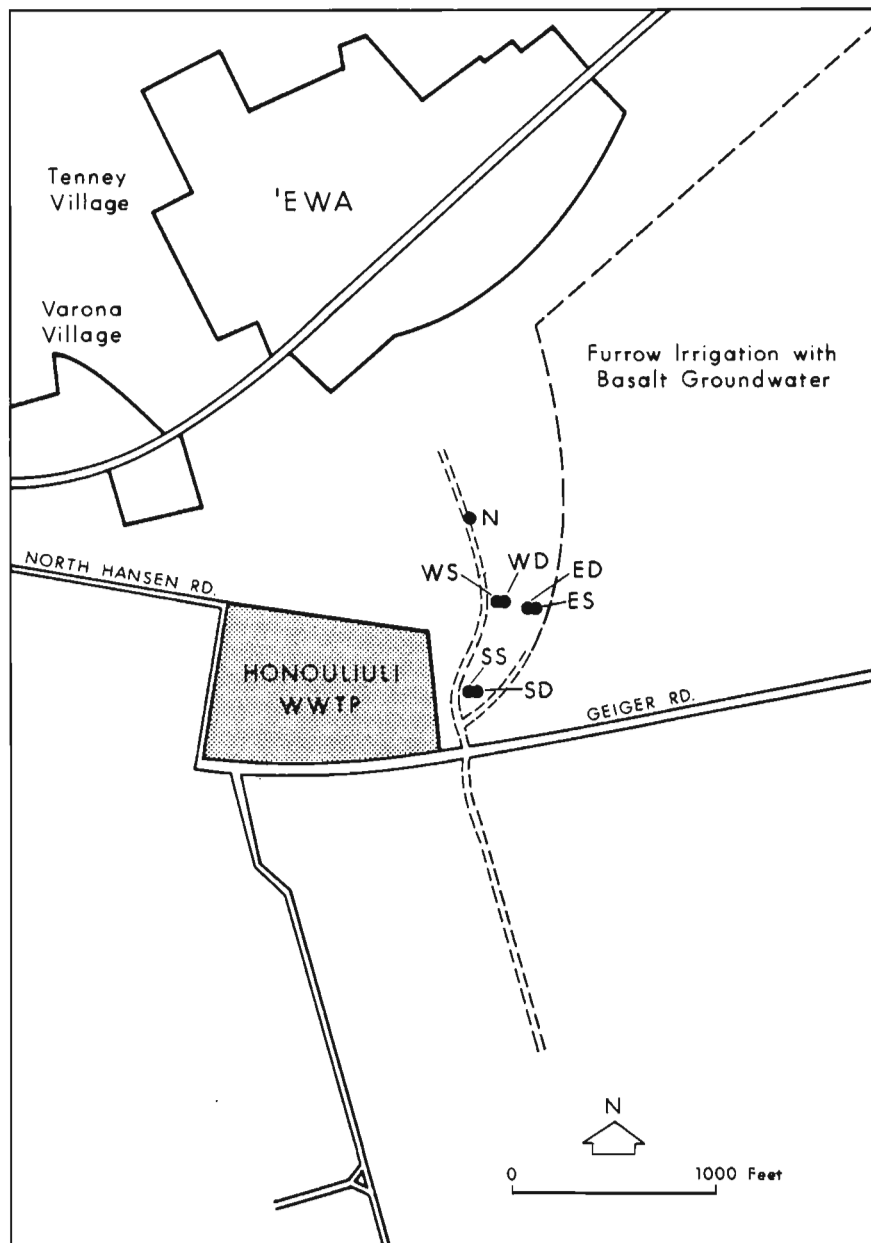 Tenney
Village
'EWA
Varona
Village
Furrow Irrigation with
Basalt Groundwater
N
WS
WD
ED
ES
NORTH HANSEN RD.
SS
SD
HONOULIULI
WWTP
GEIGER RD.
N
0
1000 Feet